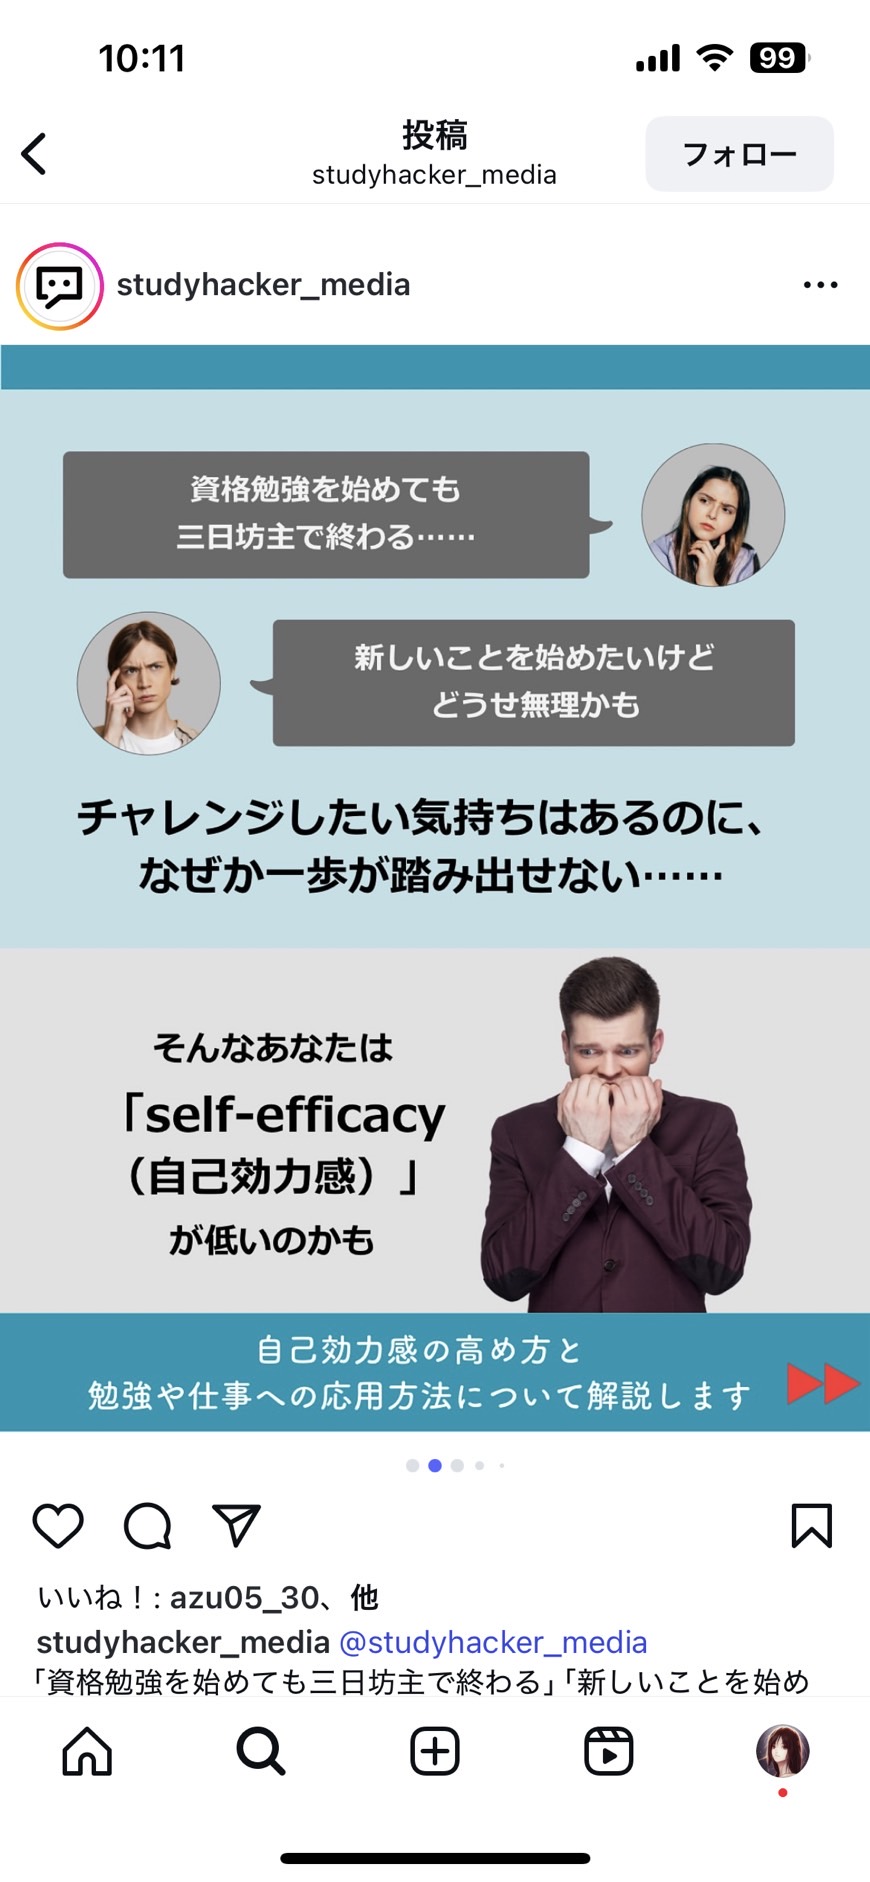 10:11
99
投稿
studyhacker_media
フォロー
studyhacker_media
資格勉強を始めても
三日坊主で終わる……
新しいことを始めたいけど
どうせ無理かも
チャレンジしたい気持ちはあるのに、
なぜか一歩が踏み出せない……
そんなあなたは
「self-efficacy
（自己効力感）」
が低いのかも
自己効力感の高め方と
勉強や仕事への応用方法について解説します
いいね！: azu05_30、他
studyhacker_media @studyhacker_media
「資格勉強を始めても三日坊主で終わる」「新しいことを始め